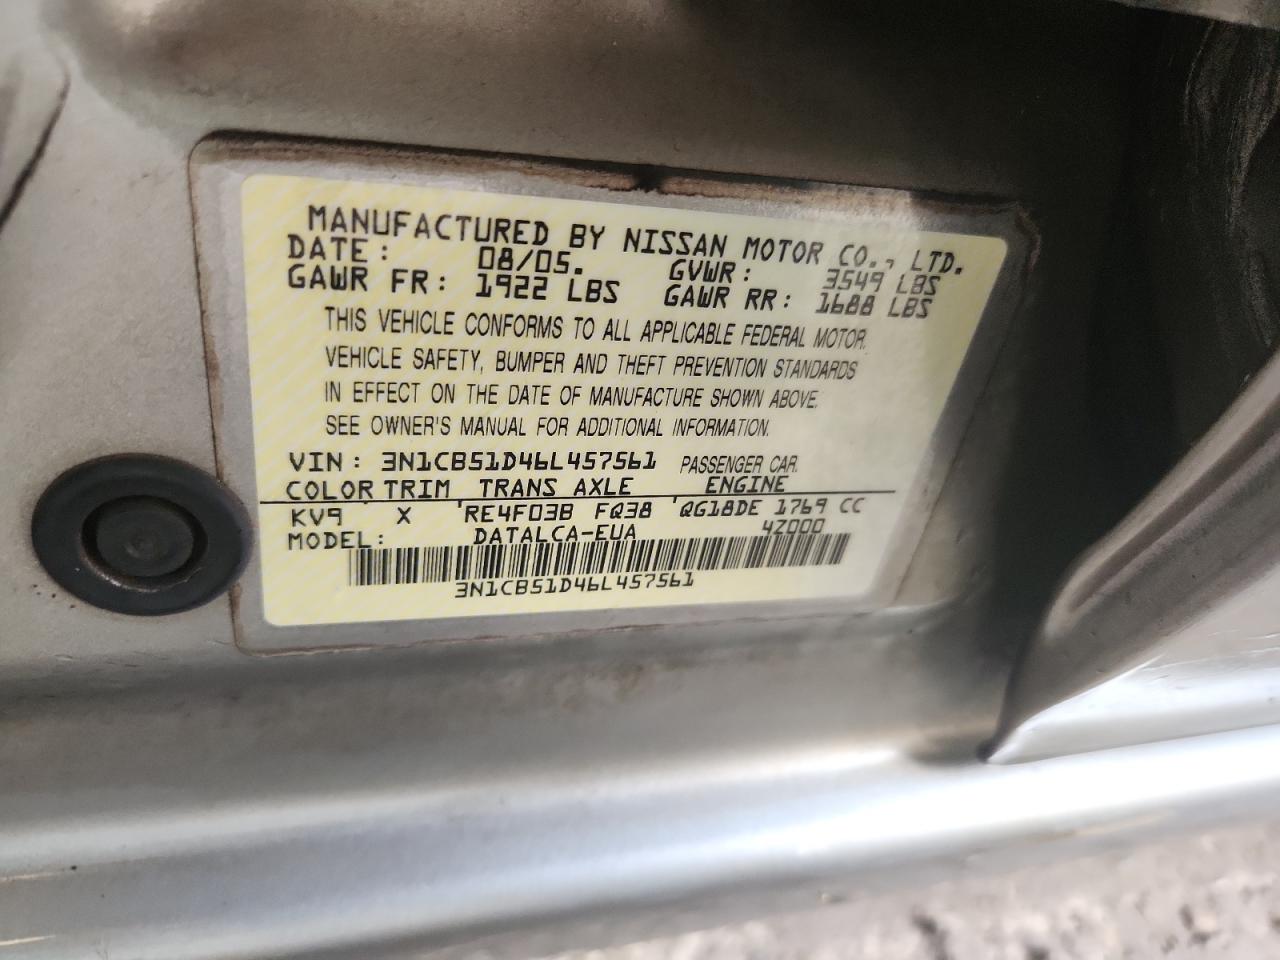 MANUFACTURED BY NISSAN MOTOR CO., LTD.
DATE: 08/05. GVWR: 3549 LBS
GAWR FR: 1922 LBS GAWR RR: 1688 LBS
THIS VEHICLE CONFORMS TO ALL APPLICABLE FEDERAL MOTOR
VEHICLE SAFETY, BUMPER AND THEFT PREVENTION STANDARDS
IN EFFECT ON THE DATE OF MANUFACTURE SHOWN ABOVE.
SEE OWNER'S MANUAL FOR ADDITIONAL INFORMATION.
VIN: 3N1CB51D46L457561 PASSENGER CAR
COLOR TRIM TRANS AXLE ENGINE
KV9 X RE4F03B FQ38 QG18DE 1769 CC
MODEL: DATALCA-EUA 4Z000
3N1CB51D46L457561